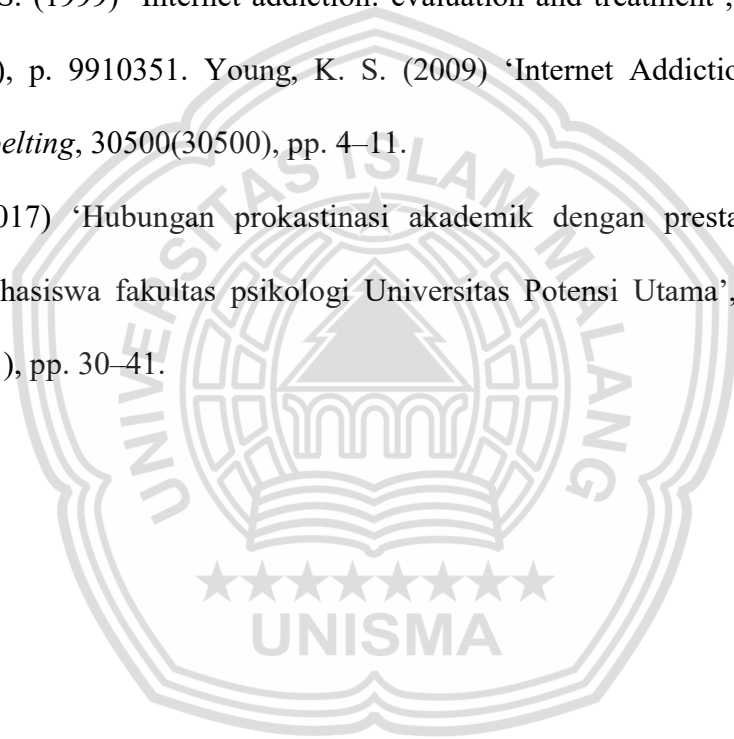 S. (1999) ‘Internet addiction: evaluation and treatment’,
), p. 9910351. Young, K. S. (2009) ‘Internet Addictio
elting, 30500(30500), pp. 4–11.
017) ‘Hubungan prokastinasi akademik dengan presta
hasiswa fakultas psikologi Universitas Potensi Utama’,
), pp. 30–41.
UNIVERSITAS ISLAM MALANG
UNISMA